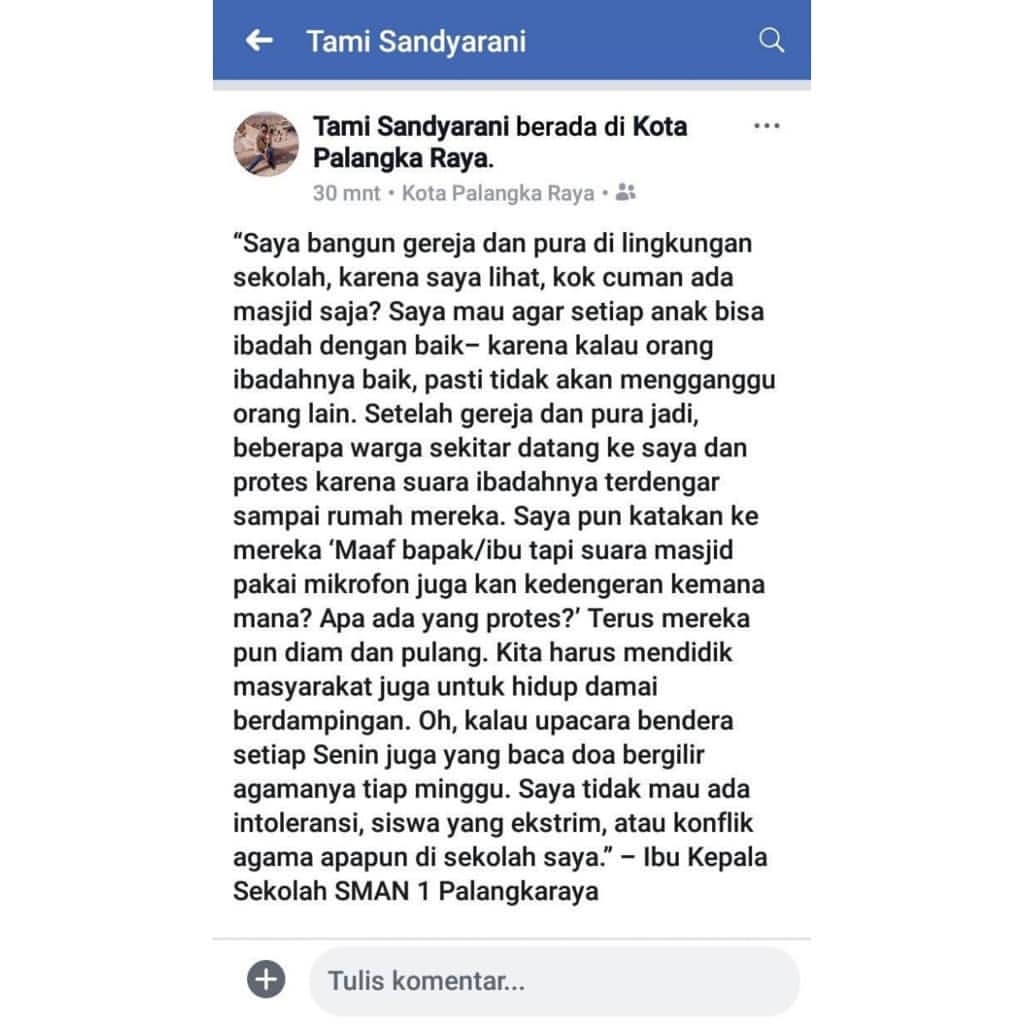 Tami Sandyarani
Tami Sandyarani berada di Kota
Palangka Raya.
30 mnt • Kota Palangka Raya •
“Saya bangun gereja dan pura di lingkungan
sekolah, karena saya lihat, kok cuman ada
masjid saja? Saya mau agar setiap anak bisa
ibadah dengan baik– karena kalau orang
ibadahnya baik, pasti tidak akan mengganggu
orang lain. Setelah gereja dan pura jadi,
beberapa warga sekitar datang ke saya dan
protes karena suara ibadahnya terdengar
sampai rumah mereka. Saya pun katakan ke
mereka ‘Maaf bapak/ibu tapi suara masjid
pakai mikrofon juga kan kedengeran kemana
mana? Apa ada yang protes?’ Terus mereka
pun diam dan pulang. Kita harus mendidik
masyarakat juga untuk hidup damai
berdampingan. Oh, kalau upacara bendera
setiap Senin juga yang baca doa bergilir
agamanya tiap minggu. Saya tidak mau ada
intoleransi, siswa yang ekstrim, atau konflik
agama apapun di sekolah saya.” – Ibu Kepala
Sekolah SMAN 1 Palangkaraya
Tulis komentar...